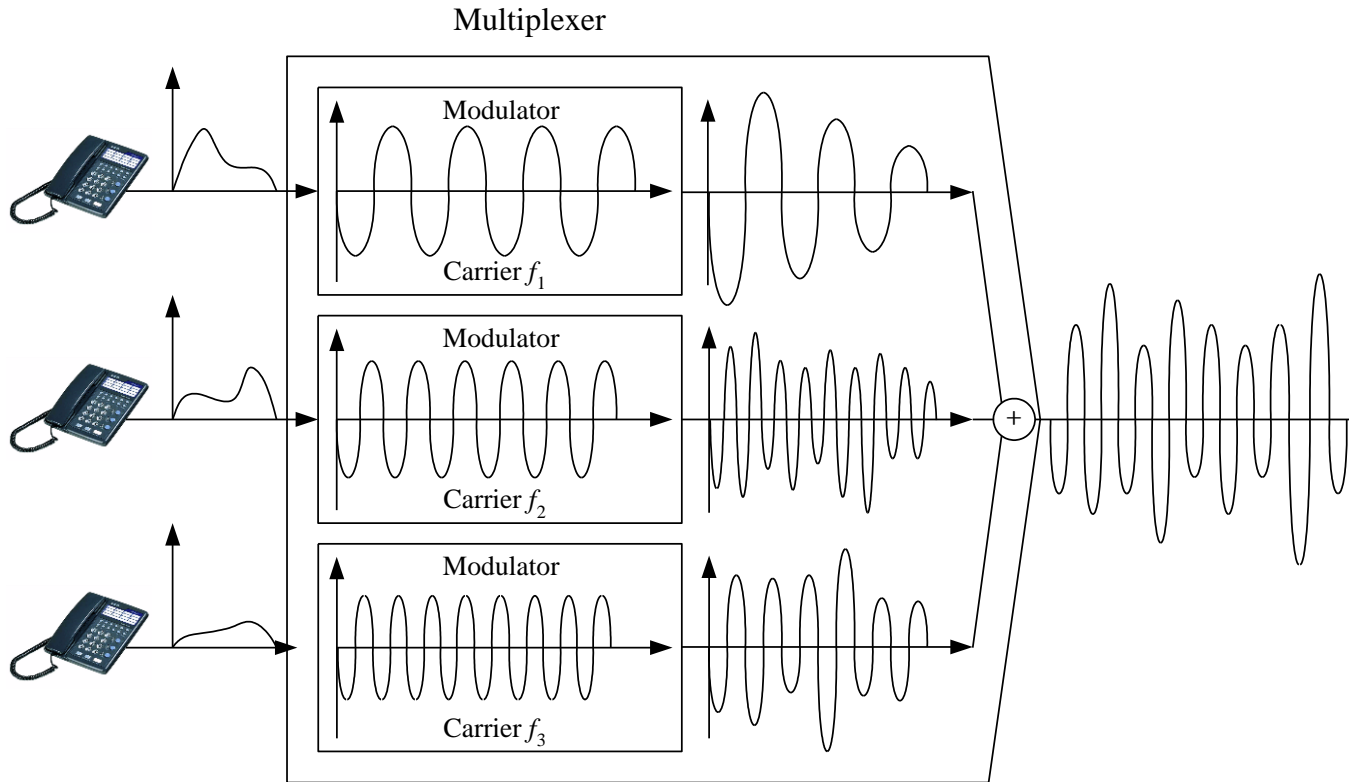 Multiplexer
Modulator
Carrier f₁
Modulator
Carrier f₂
+
Modulator
Carrier f₃